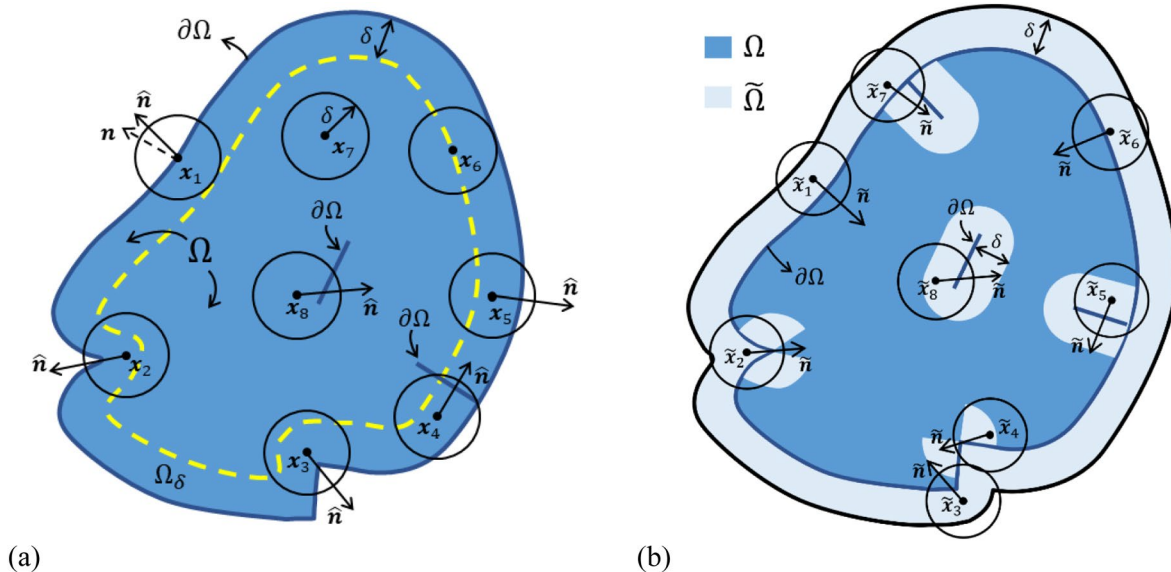 ∂Ω
δ
n̂
n
x₁
δ
x₇
x₆
∂Ω
Ω
x₈
n̂
x₅
n̂
∂Ω
n̂
x₂
n̂
x₄
x₃
Ω_δ
n̂
(a)
Ω
Ω̃
δ
x̃₇
ñ
x̃₆
ñ
x̃₁
ñ
∂Ω
δ
∂Ω
x̃₈
ñ
x̃₅
ñ
x̃₂
ñ
x̃₄
ñ
ñ
x̃₃
(b)